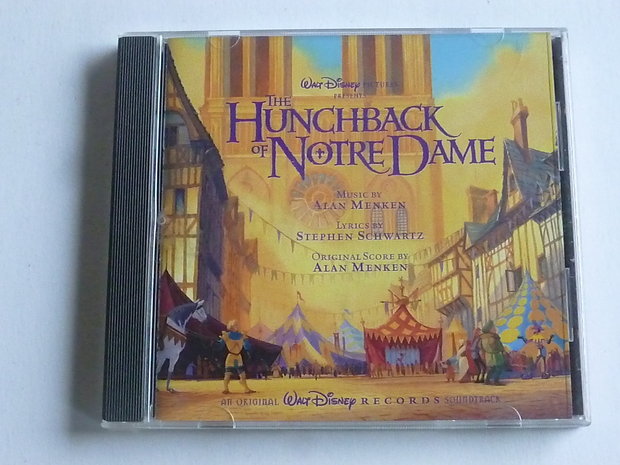 Walt Disney PICTURES
PRESENTS
THE
HUNCHBACK
OF NOTRE DAME
MUSIC BY
ALAN MENKEN
LYRICS BY
STEPHEN SCHWARTZ
ORIGINAL SCORE BY
ALAN MENKEN
AN ORIGINAL Walt Disney RECORDS SOUNDTRACK